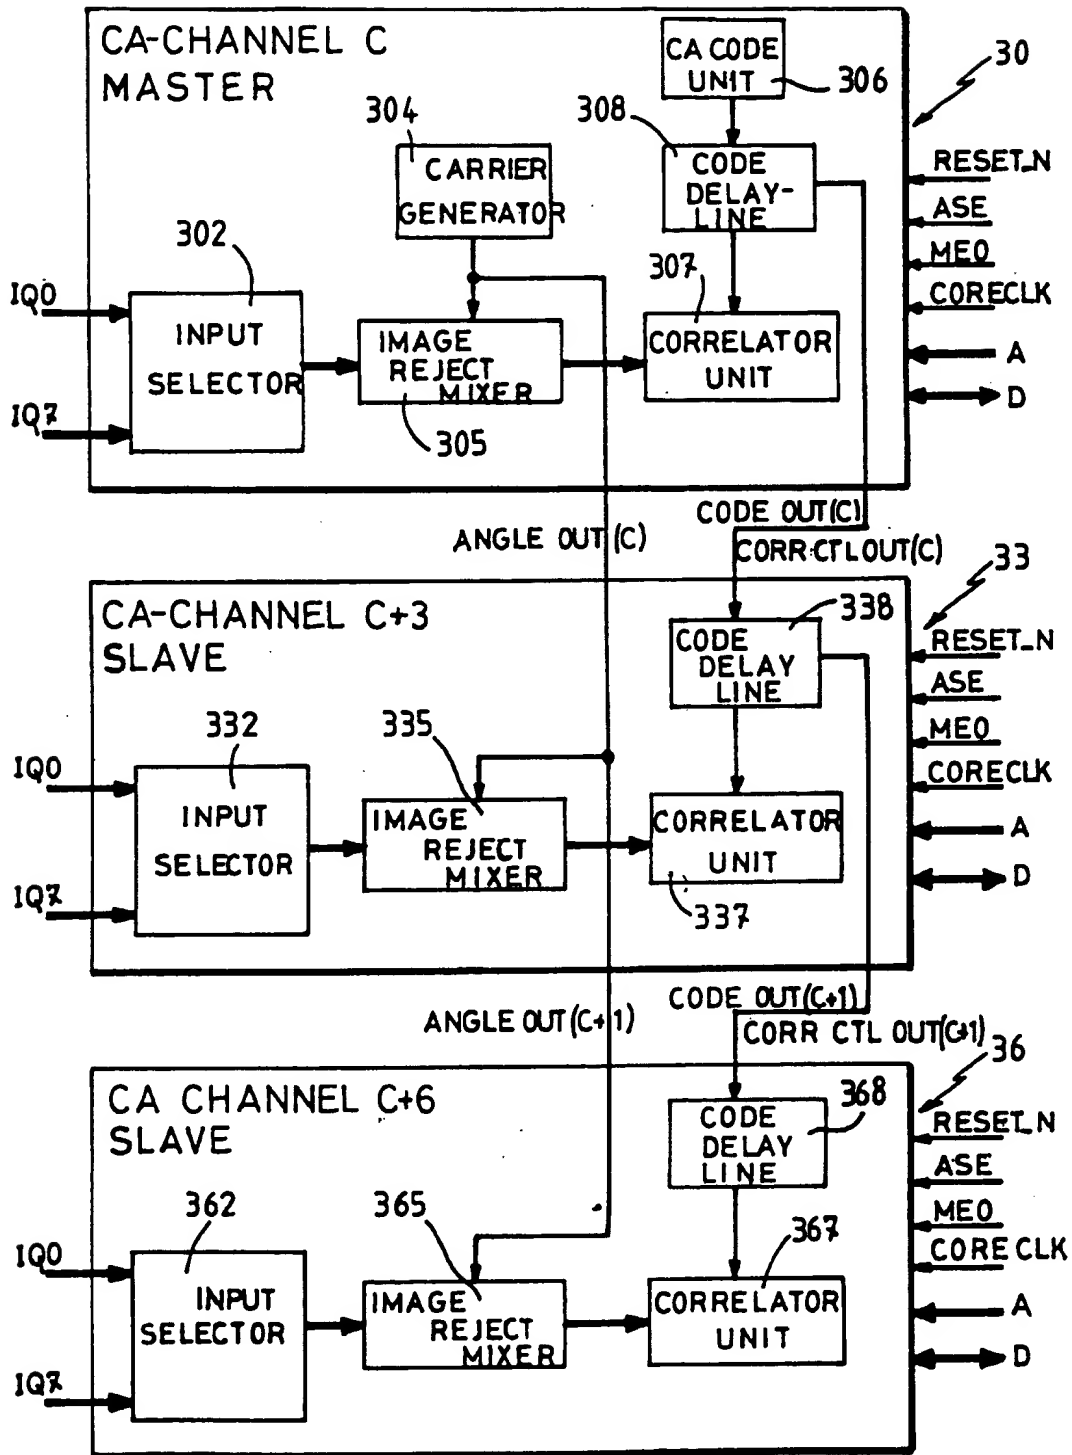 CA-CHANNEL C
MASTER
CA CODE
UNIT
306
30
304
308
CARRIER
GENERATOR
CODE
DELAY-
LINE
RESET_N
ASE
MEO
CORECLK
A
D
302
307
IQ0
IQ7
INPUT
SELECTOR
IMAGE
REJECT
MIXER
305
CORRELATOR
UNIT
ANGLE OUT(C)
CODE OUT(C)
CORR CTL OUT(C)
CA-CHANNEL C+3
SLAVE
33
338
CODE
DELAY
LINE
RESET_N
ASE
MEO
CORECLK
A
D
332
335
IQ0
IQ7
INPUT
SELECTOR
IMAGE
REJECT
MIXER
CORRELATOR
UNIT
337
ANGLE OUT(C+1)
CODE OUT(C+1)
CORR CTL OUT(C+1)
CA CHANNEL C+6
SLAVE
36
368
CODE
DELAY
LINE
RESET_N
ASE
MEO
CORE CLK
A
D
362
365
367
IQ0
IQ7
INPUT
SELECTOR
IMAGE
REJECT
MIXER
CORRELATOR
UNIT